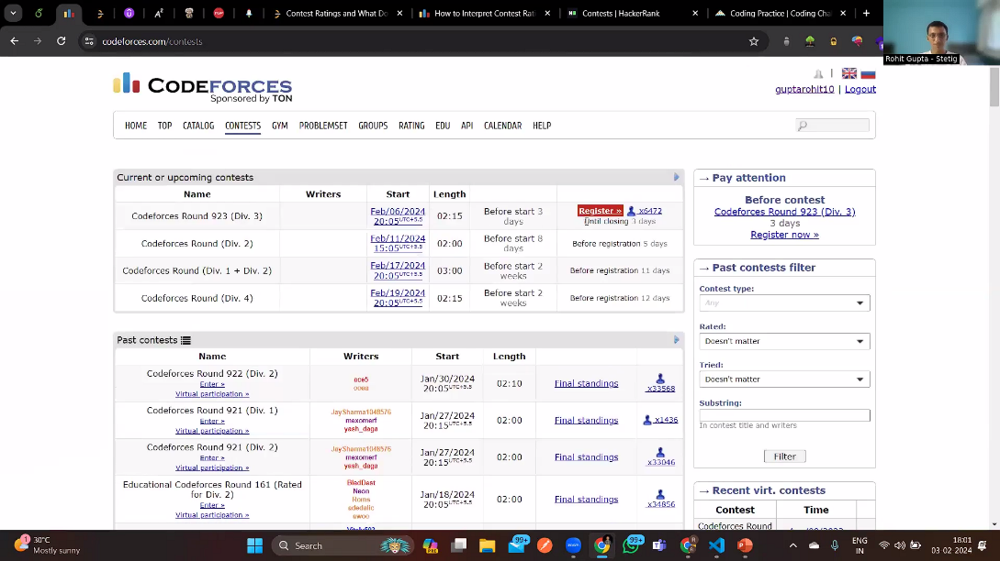 Contest Ratings and What Do
How to Interpret Contest Rati
Contests | HackerRank
Coding Practice | Coding Chal
codeforces.com/contests
Rohit Gupta - Stetig
CODEFORCES
Sponsored by TON
guptarohit10 | Logout
HOME TOP CATALOG CONTESTS GYM PROBLEMSET GROUPS RATING EDU API CALENDAR HELP
Current or upcoming contests
Name Writers Start Length
Codeforces Round 923 (Div. 3) Feb/06/2024 20:05UTC+5.5 02:15 Before start 3 days Register » x6472 Until closing 3 days
Codeforces Round (Div. 2) Feb/11/2024 15:05UTC+5.5 02:00 Before start 8 days Before registration 5 days
Codeforces Round (Div. 1 + Div. 2) Feb/17/2024 20:05UTC+5.5 03:00 Before start 2 weeks Before registration 11 days
Codeforces Round (Div. 4) Feb/19/2024 20:05UTC+5.5 02:15 Before start 2 weeks Before registration 12 days
Past contests
Name Writers Start Length
Codeforces Round 922 (Div. 2)
Enter »
Virtual participation »
Jan/30/2024 20:05UTC+5.5 02:10 Final standings x33568
Codeforces Round 921 (Div. 1)
Enter »
Virtual participation »
JaySharma1048576
mexomerf
yash_daga
Jan/27/2024 20:15UTC+5.5 02:00 Final standings x1436
Codeforces Round 921 (Div. 2)
Enter »
Virtual participation »
JaySharma1048576
mexomerf
yash_daga
Jan/27/2024 20:15UTC+5.5 02:00 Final standings x33046
Educational Codeforces Round 161 (Rated for Div. 2)
Enter »
Virtual participation »
BledDest
Neon
Roms
adedalic
awoo
Jan/18/2024 20:05UTC+5.5 02:00 Final standings x34856
→ Pay attention
Before contest
Codeforces Round 923 (Div. 3)
3 days
Register now »
→ Past contests filter
Contest type:
Any
Rated:
Doesn't matter
Tried:
Doesn't matter
Substring:
In contest title and writers
Filter
→ Recent virt. contests
Contest Time
Codeforces Round
30°C
Mostly sunny
Search
99+
99+
ENG
IN
18:01
03-02-2024